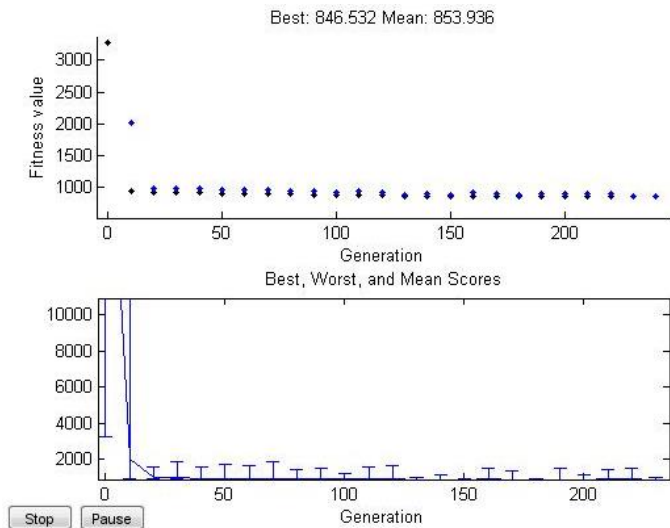 Best: 846.532 Mean: 853.936
3000
2500
2000
1500
1000
Fitness value
0 50 100 150 200
Generation
Best, Worst, and Mean Scores
10000
8000
6000
4000
2000
0 50 100 150 200
Generation
Stop Pause